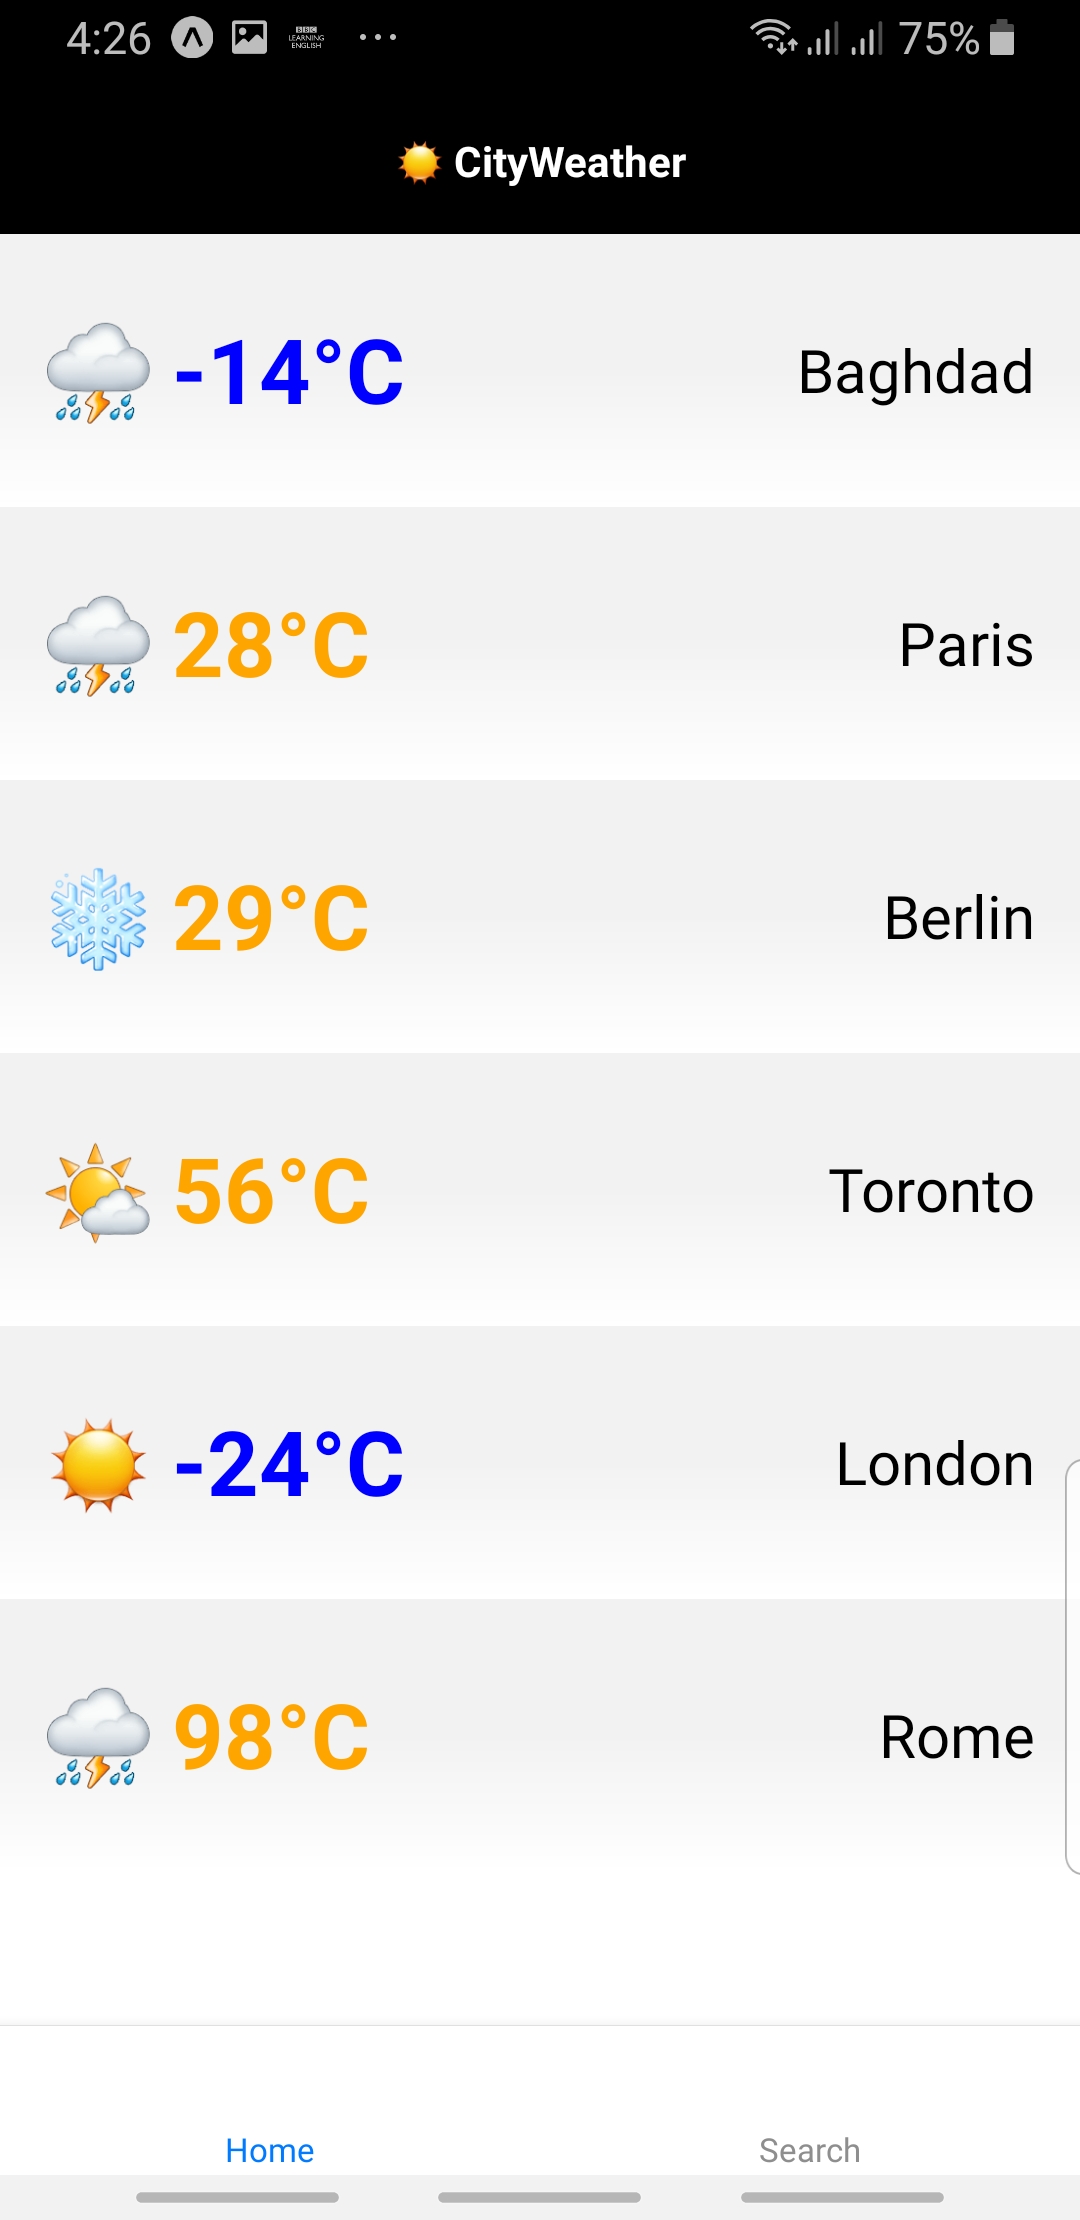 4:26 BBC LEARNING ENGLISH 75%
CityWeather
-14°C Baghdad
28°C Paris
29°C Berlin
56°C Toronto
-24°C London
98°C Rome
Home Search